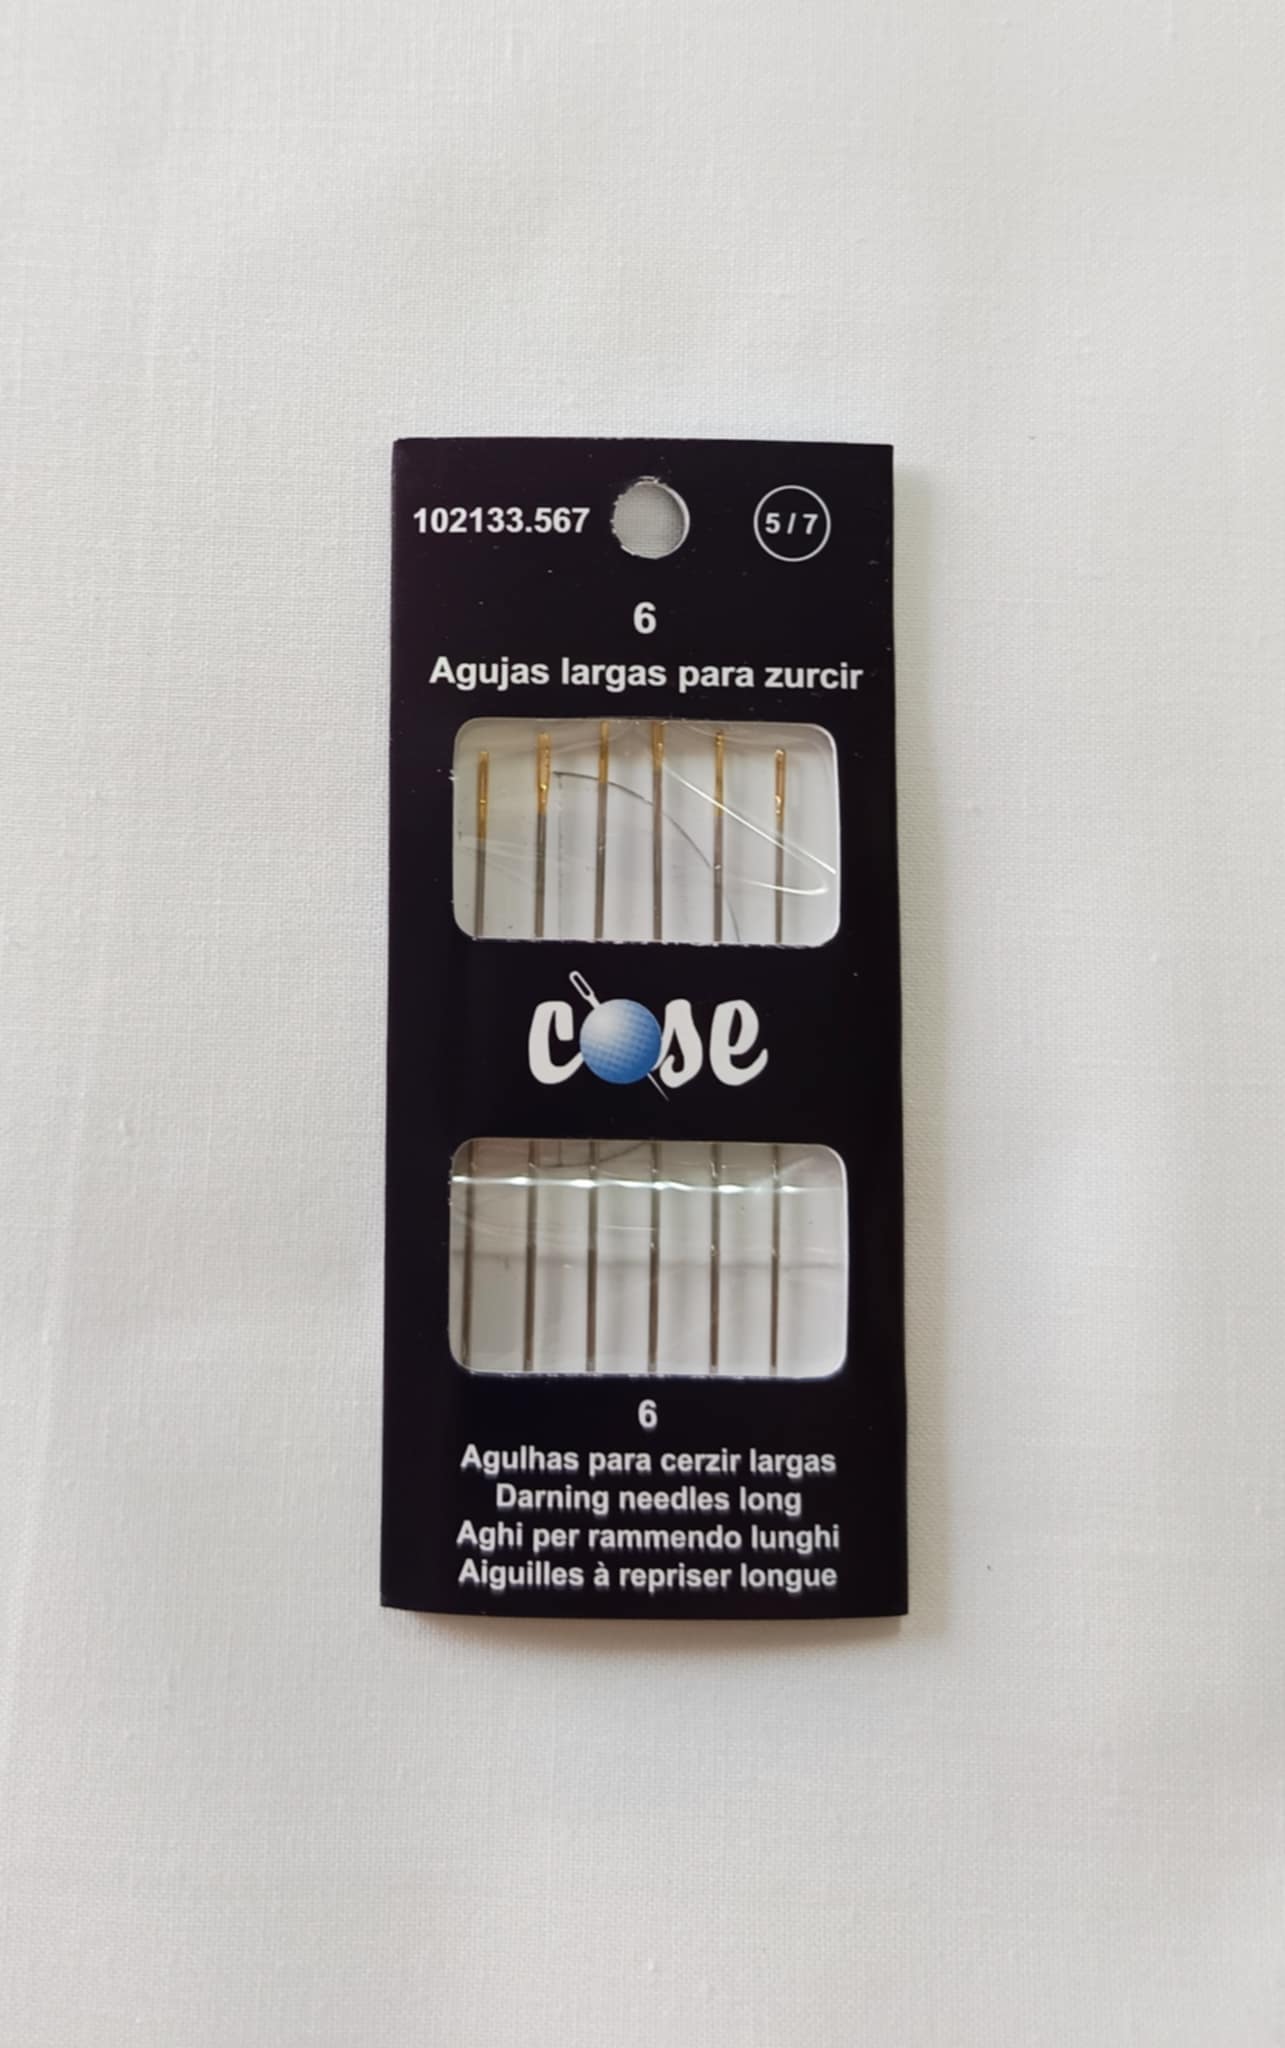 102133.567 5 / 7
6
Agujas largas para zurcir
cose
6
Agulhas para cerzir largas
Darning needles long
Aghi per rammendo lunghi
Aiguilles à repriser longue